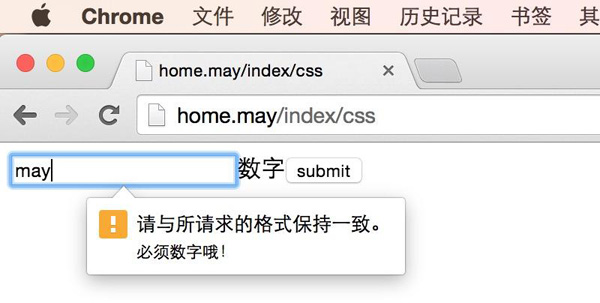 Chrome 文件 修改 视图 历史记录 书签 其
home.may/index/css
home.may/index/css
may 数字 submit
请与所请求的格式保持一致。
必须数字哦！